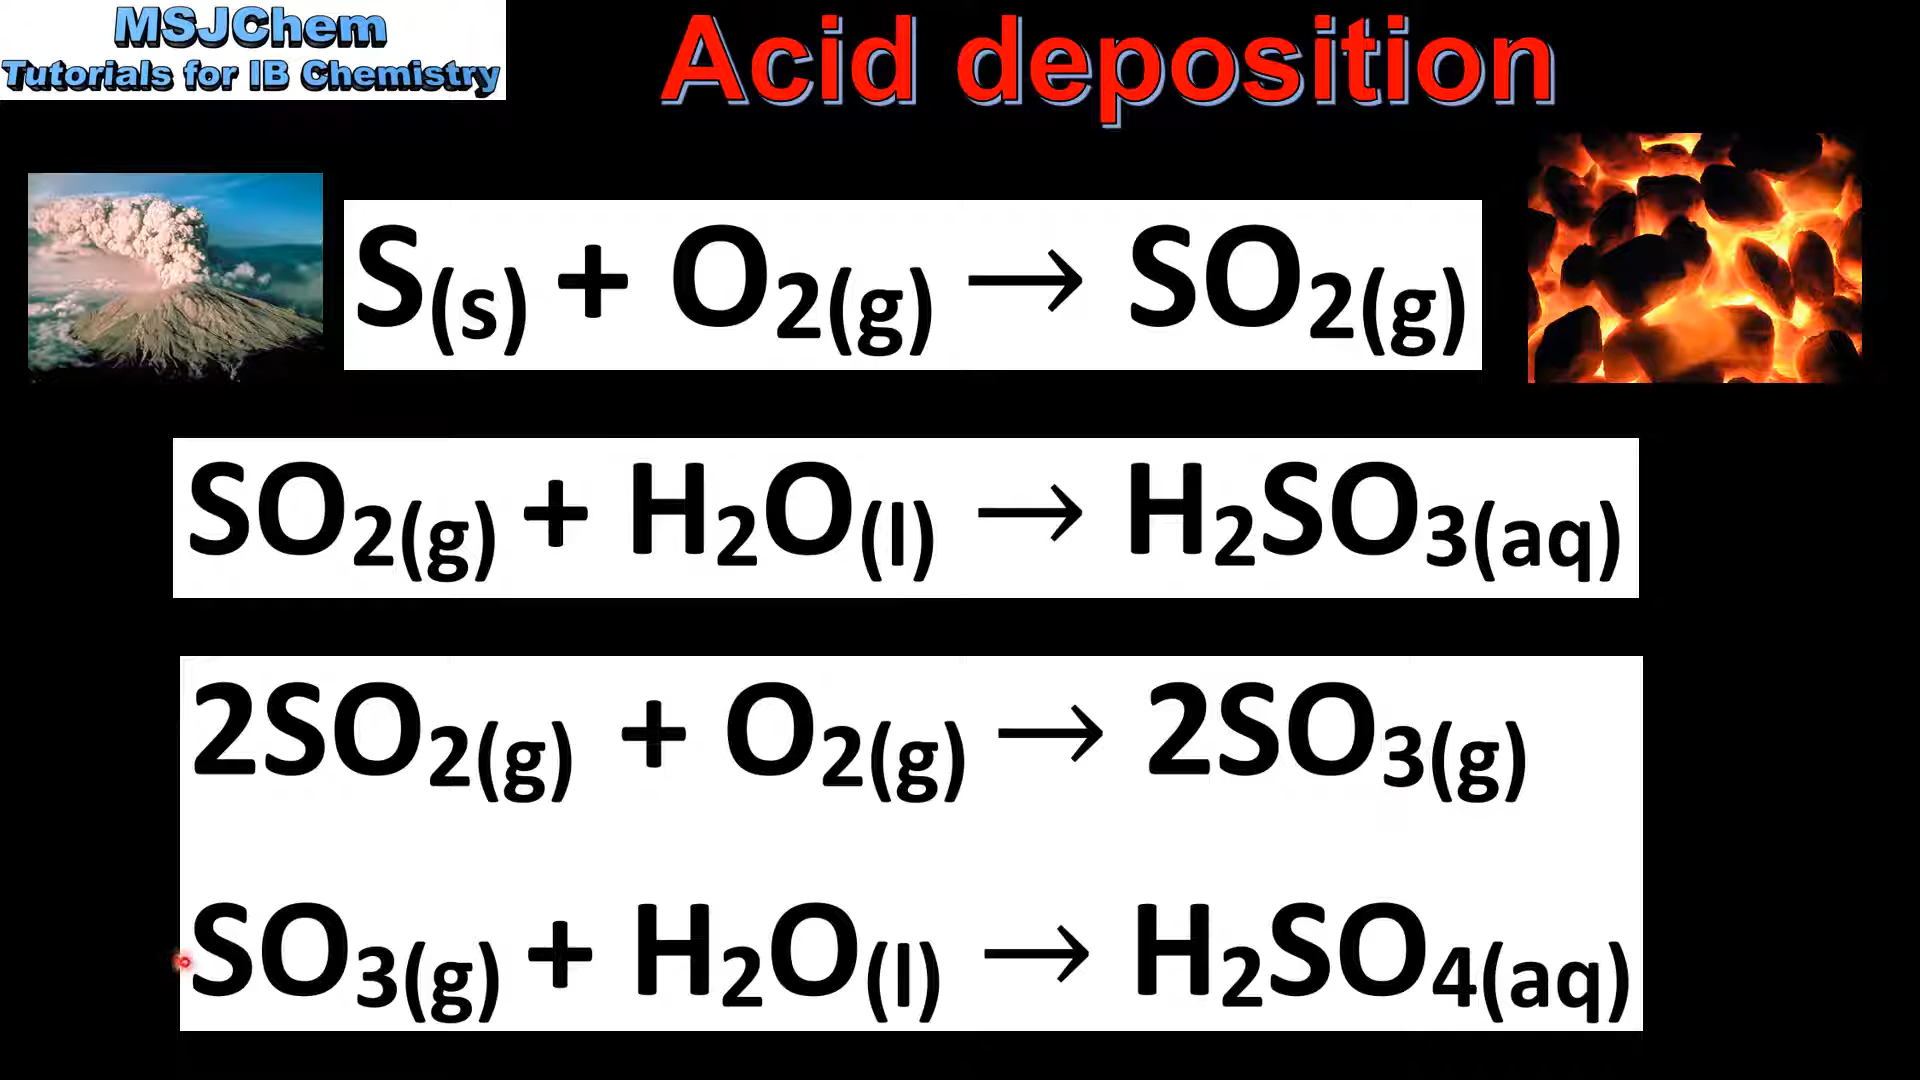 MSJChem
Tutorials for IB Chemistry
Acid deposition
S(s) + O2(g) → SO2(g)
SO2(g) + H2O(l) → H2SO3(aq)
2SO2(g) + O2(g) → 2SO3(g)
SO3(g) + H2O(l) → H2SO4(aq)